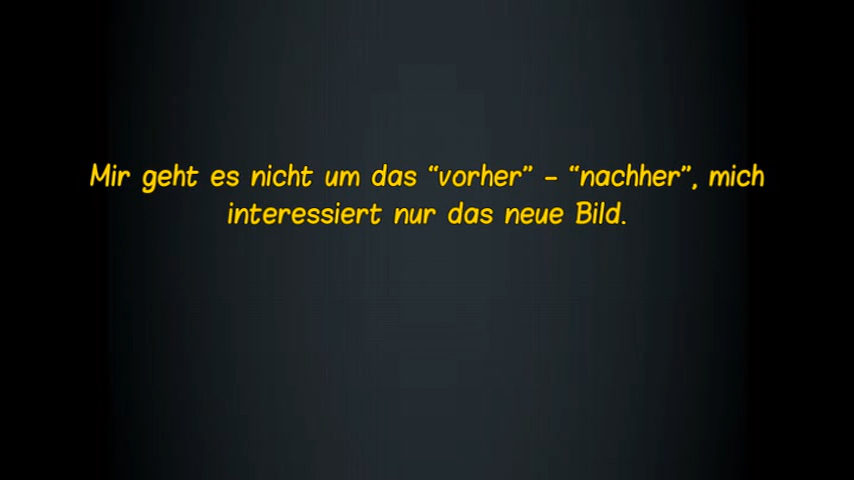 Mir geht es nicht um das “vorher” - “nachher”, mich
interessiert nur das neue Bild.